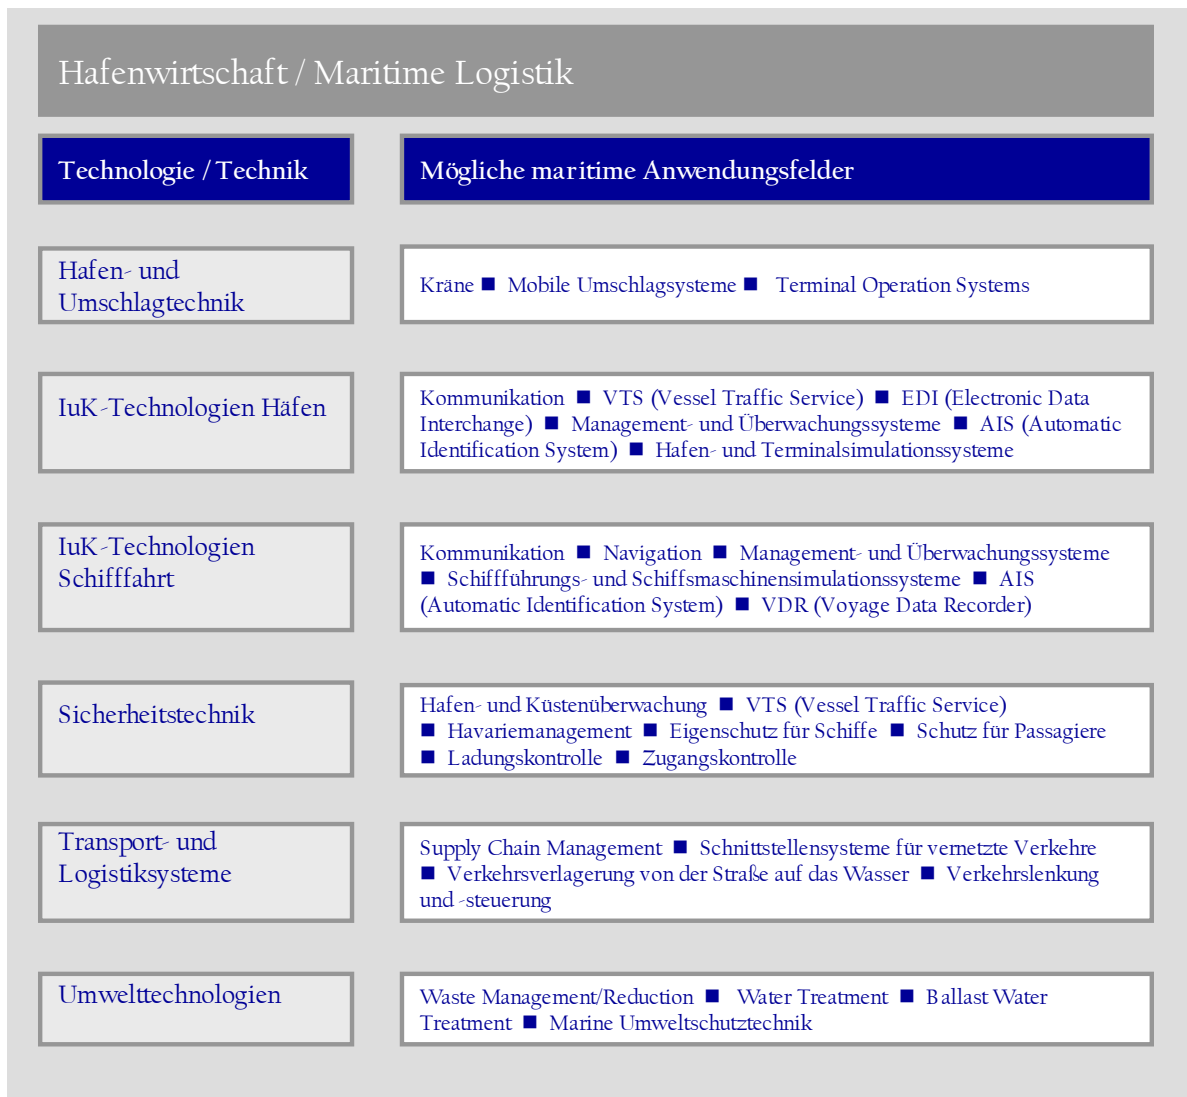 Hafenwirtschaft / Maritime Logistik
Technologie / Technik
Mögliche maritime Anwendungsfelder
Hafen- und
Umschlagtechnik
Kräne ■ Mobile Umschlagsysteme ■ Terminal Operation Systems
IuK-Technologien Häfen
Kommunikation ■ VTS (Vessel Traffic Service) ■ EDI (Electronic Data
Interchange) ■ Management- und Überwachungssysteme ■ AIS (Automatic
Identification System) ■ Hafen- und Terminalsimulationssysteme
IuK-Technologien
Schifffahrt
Kommunikation ■ Navigation ■ Management- und Überwachungssysteme
■ Schiffführungs- und Schiffsmaschinensimulationssysteme ■ AIS
(Automatic Identification System) ■ VDR (Voyage Data Recorder)
Sicherheitstechnik
Hafen- und Küstenüberwachung ■ VTS (Vessel Traffic Service)
■ Havariemanagement ■ Eigenschutz für Schiffe ■ Schutz für Passagiere
■ Ladungskontrolle ■ Zugangskontrolle
Transport- und
Logistiksysteme
Supply Chain Management ■ Schnittstellensysteme für vernetzte Verkehre
■ Verkehrsverlagerung von der Straße auf das Wasser ■ Verkehrslenkung
und -steuerung
Umwelttechnologien
Waste Management/Reduction ■ Water Treatment ■ Ballast Water
Treatment ■ Marine Umweltschutztechnik